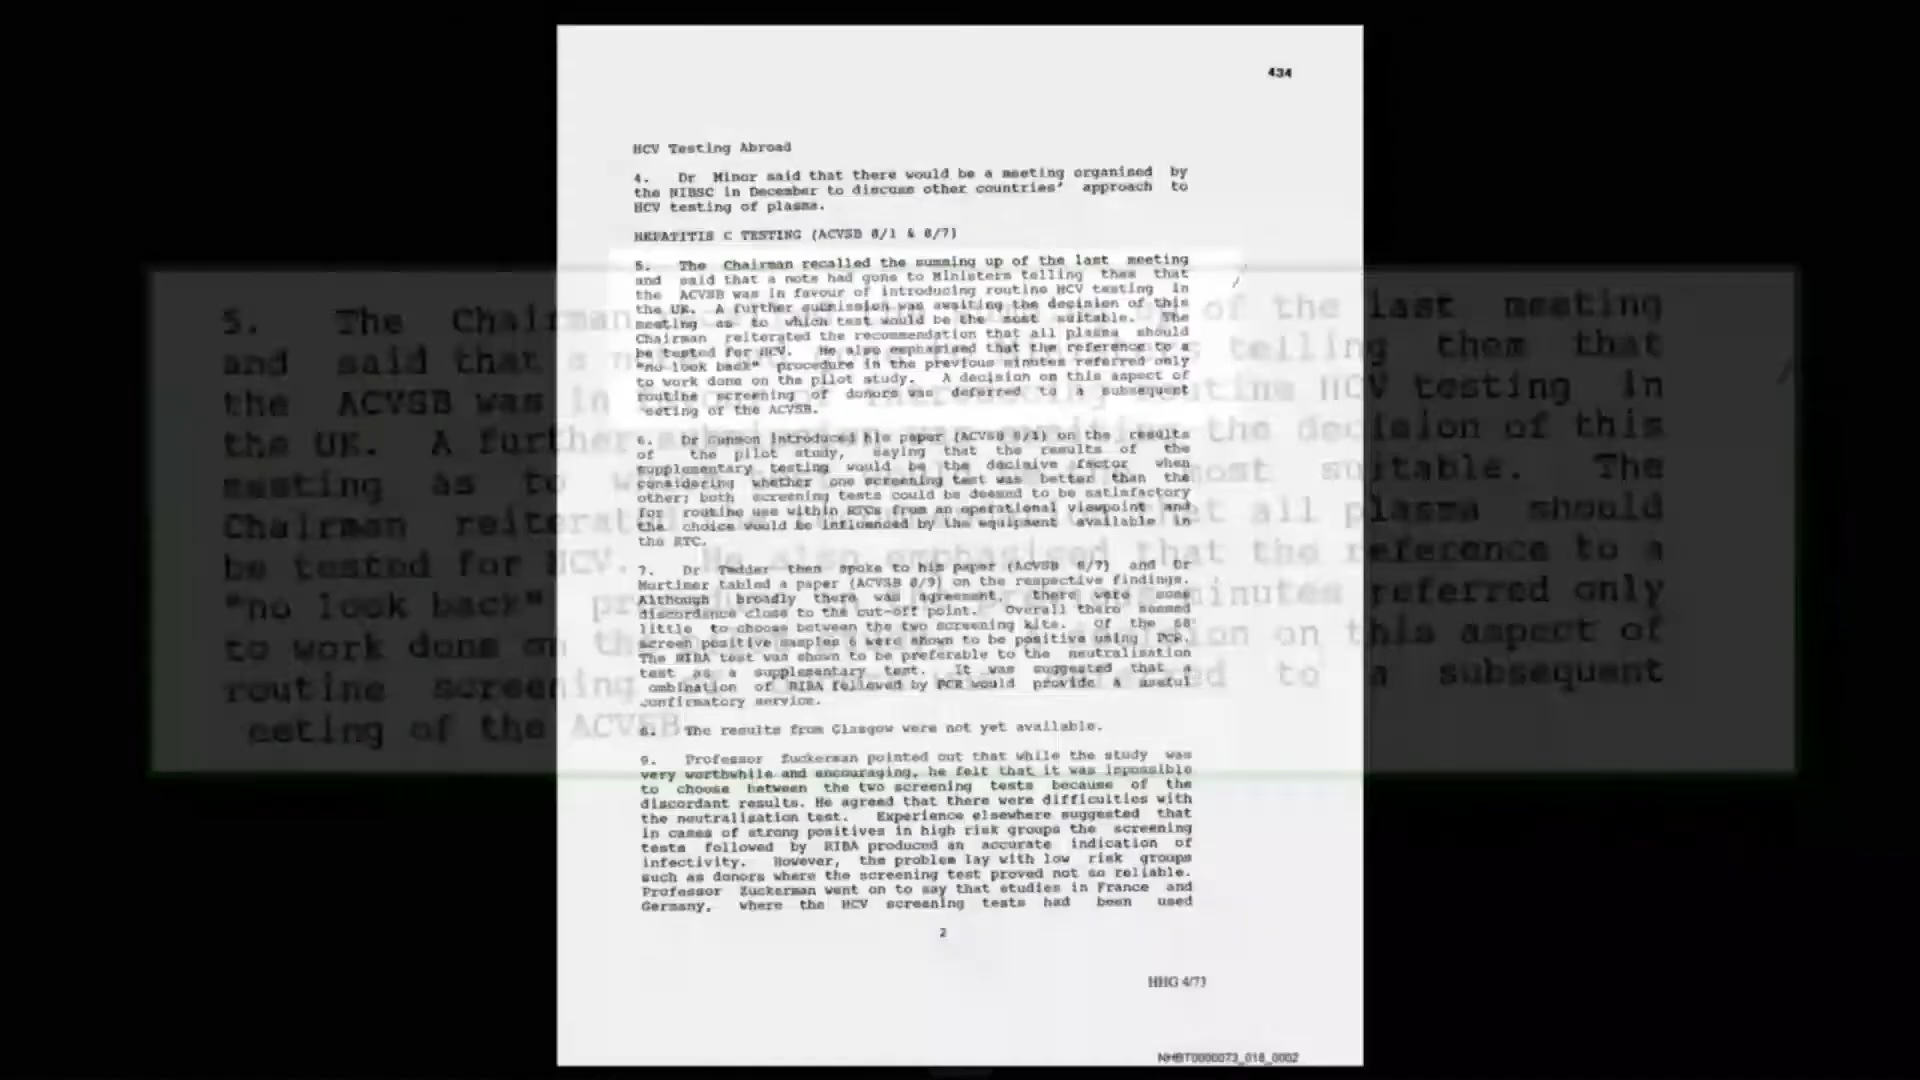 434
HCV Testing Abroad
4. Dr Minor said that there would be a meeting organised by
the NIBSC in December to discuss other countries' approach to
HCV testing of plasma.
HEPATITIS C TESTING (ACVSB 8/1 & 8/7)
5. The Chairman recalled the summing up of the last meeting
and said that a note had gone to Ministers telling them that
the ACVSB was in favour of introducing routine HCV testing in
the UK. A further submission was awaiting the decision of this
meeting as to which test would be the most suitable. The
Chairman reiterated the recommendation that all plasma should
be tested for HCV. He also emphasised that the reference to a
"no look back" procedure in the previous minutes referred only
to work done on the pilot study. A decision on this aspect of
routine screening of donors was deferred to a subsequent
eeting of the ACVSB.
6. Dr Gunson introduced his paper (ACVSB 8/1) on the results
of the pilot study, saying that the results of the
supplementary testing would be the decisive factor when
considering whether one screening test was better than the
other; both screening tests could be deemed to be satisfactory
for routine use within RTCs from an operational viewpoint and
the choice would be influenced by the equipment available in
the RTC.
7. Dr Tedder then spoke to his paper (ACVSB 8/7) and Dr
Mortimer tabled a paper (ACVSB 8/9) on the respective findings.
Although broadly there was agreement, there were some
discordance close to the cut-off point. Overall there seemed
little to choose between the two screening kits. Of the 68
screen positive samples 6 were shown to be positive using PCR.
The RIBA test was shown to be preferable to the neutralisation
test as a supplementary test. It was suggested that a
ombination of RIBA followed by PCR would provide a useful
confirmatory service.
8. The results from Glasgow were not yet available.
9. Professor Zuckerman pointed out that while the study was
very worthwhile and encouraging, he felt that it was impossible
to choose between the two screening tests because of the
discordant results. He agreed that there were difficulties with
the neutralisation test. Experience elsewhere suggested that
in cases of strong positives in high risk groups the screening
tests followed by RIBA produced an accurate indication of
infectivity. However, the problem lay with low risk groups
such as donors where the screening test proved not so reliable.
Professor Zuckerman went on to say that studies in France and
Germany, where the HCV screening tests had been used
2
HHG 4/73
NHBT0000073_018_0002